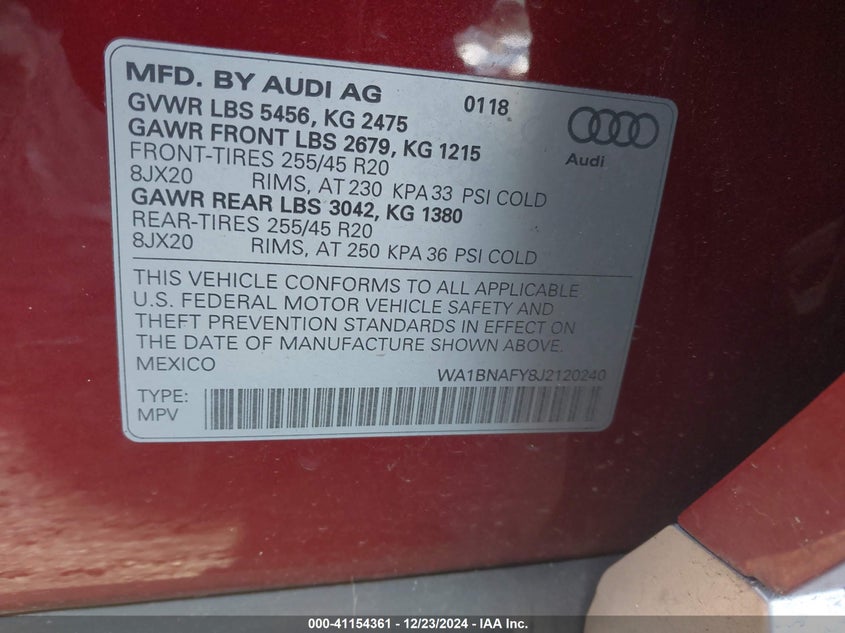 MFD. BY AUDI AG 0118
GVWR LBS 5456, KG 2475
GAWR FRONT LBS 2679, KG 1215
FRONT-TIRES 255/45 R20
8JX20 RIMS, AT 230 KPA 33 PSI COLD
GAWR REAR LBS 3042, KG 1380
REAR-TIRES 255/45 R20
8JX20 RIMS, AT 250 KPA 36 PSI COLD
Audi
THIS VEHICLE CONFORMS TO ALL APPLICABLE
U.S. FEDERAL MOTOR VEHICLE SAFETY AND
THEFT PREVENTION STANDARDS IN EFFECT ON
THE DATE OF MANUFACTURE SHOWN ABOVE.
MEXICO WA1BNAFY8J2120240
TYPE:
MPV
000-41154361 - 12/23/2024 - IAA Inc.